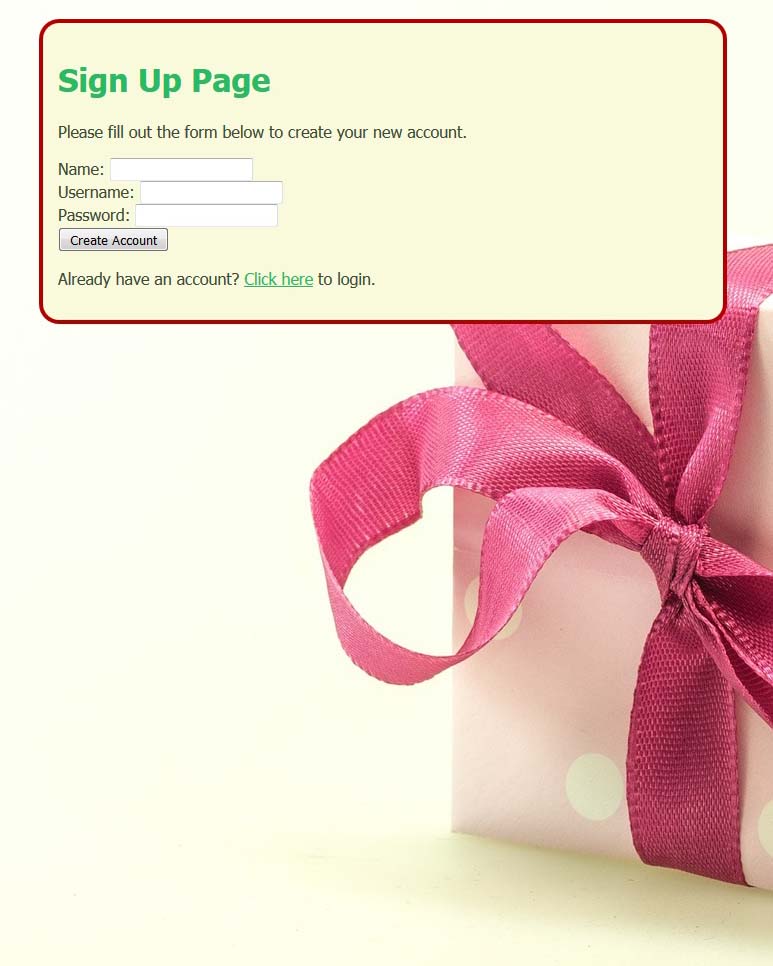 Sign Up Page
Please fill out the form below to create your new account.
Name:
Username:
Password:
Create Account
Already have an account? Click here to login.